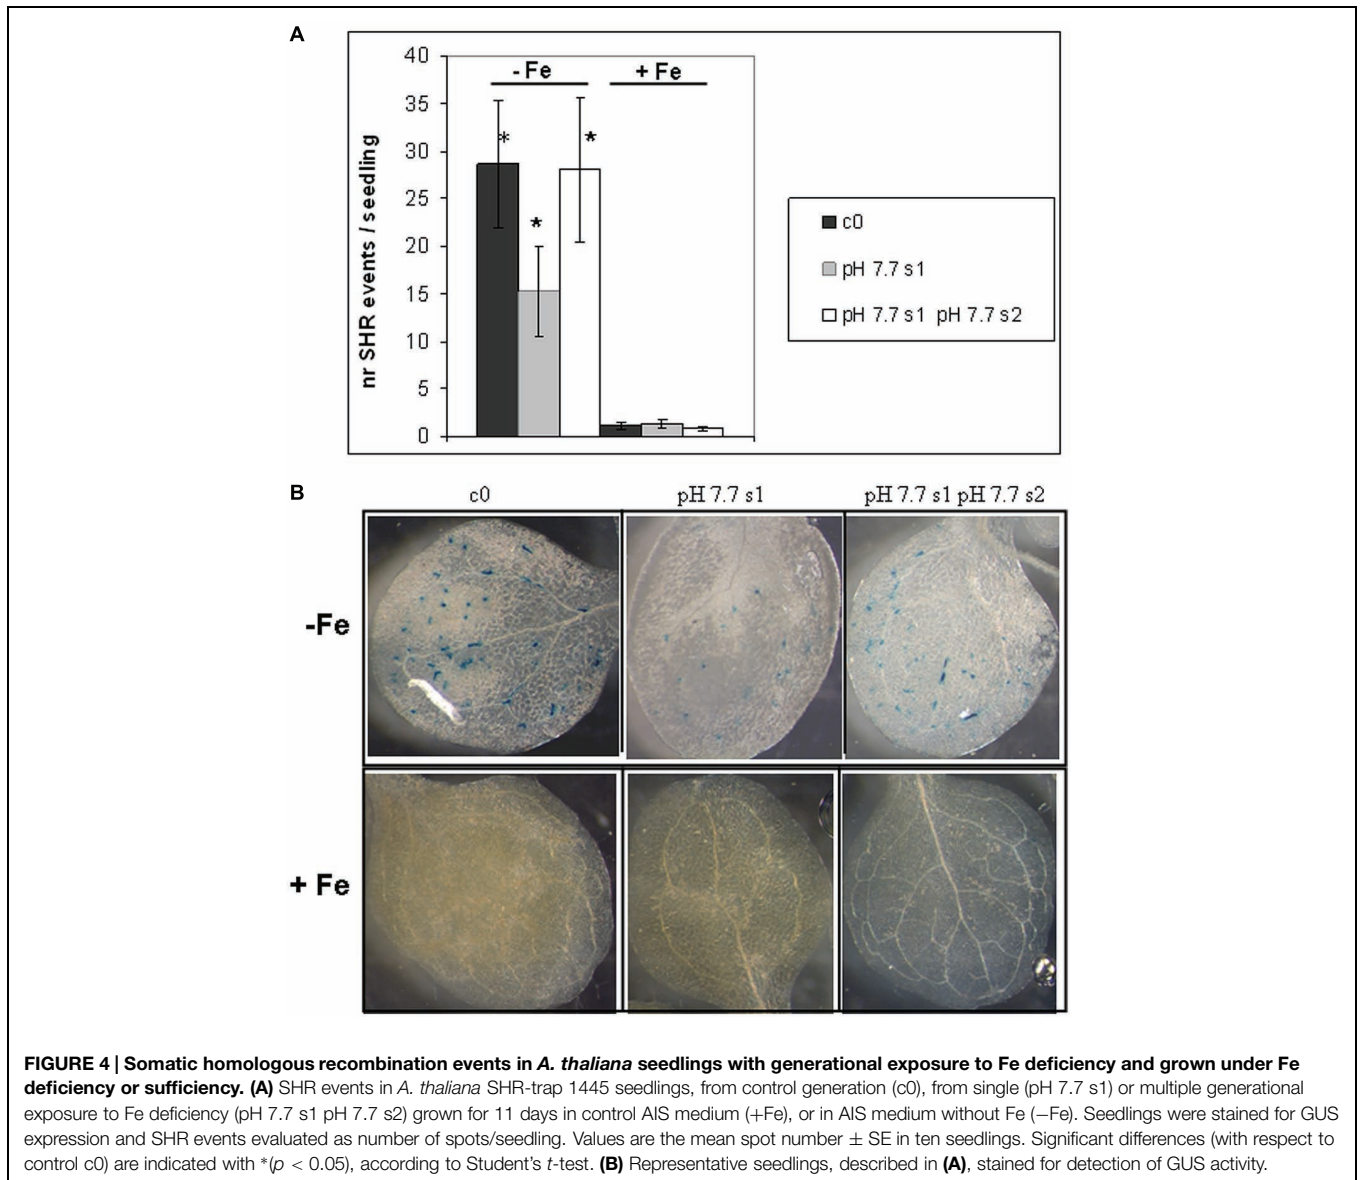 A
40
35
30
25
20
15
10
5
0
nr SHR events / seedling
- Fe
+ Fe
*
*
*
c0
pH 7.7 s1
pH 7.7 s1 pH 7.7 s2
B
c0
pH 7.7 s1
pH 7.7 s1 pH 7.7 s2
-Fe
+ Fe
FIGURE 4 | Somatic homologous recombination events in A. thaliana seedlings with generational exposure to Fe deficiency and grown under Fe
deficiency or sufficiency. (A) SHR events in A. thaliana SHR-trap 1445 seedlings, from control generation (c0), from single (pH 7.7 s1) or multiple generational
exposure to Fe deficiency (pH 7.7 s1 pH 7.7 s2) grown for 11 days in control AIS medium (+Fe), or in AIS medium without Fe (−Fe). Seedlings were stained for GUS
expression and SHR events evaluated as number of spots/seedling. Values are the mean spot number ± SE in ten seedlings. Significant differences (with respect to
control c0) are indicated with *(p < 0.05), according to Student's t-test. (B) Representative seedlings, described in (A), stained for detection of GUS activity.